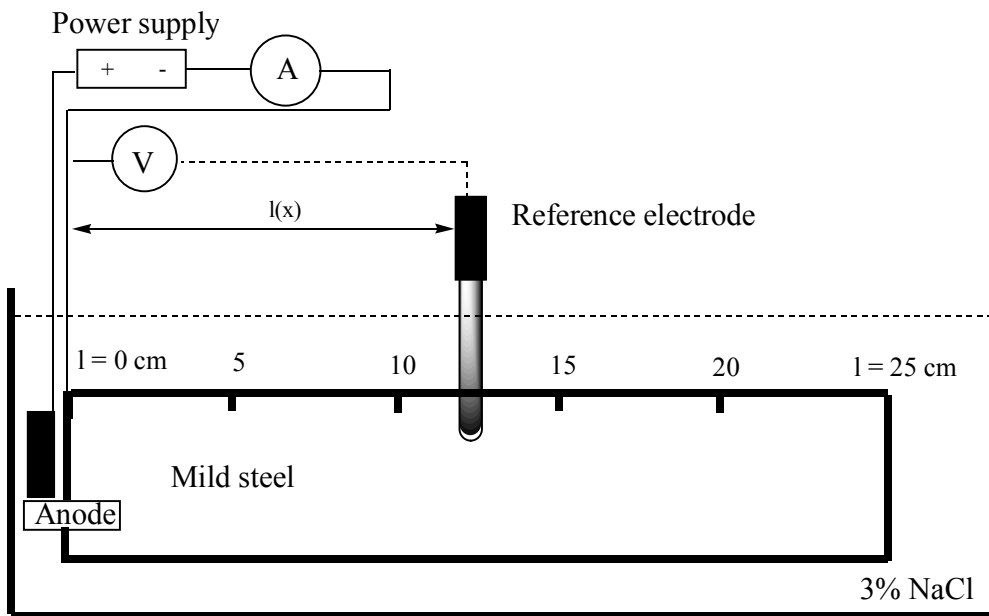 Power supply
+ -
A
V
l(x)
Reference electrode
l = 0 cm 5 10 15 20 l = 25 cm
Mild steel
Anode
3% NaCl